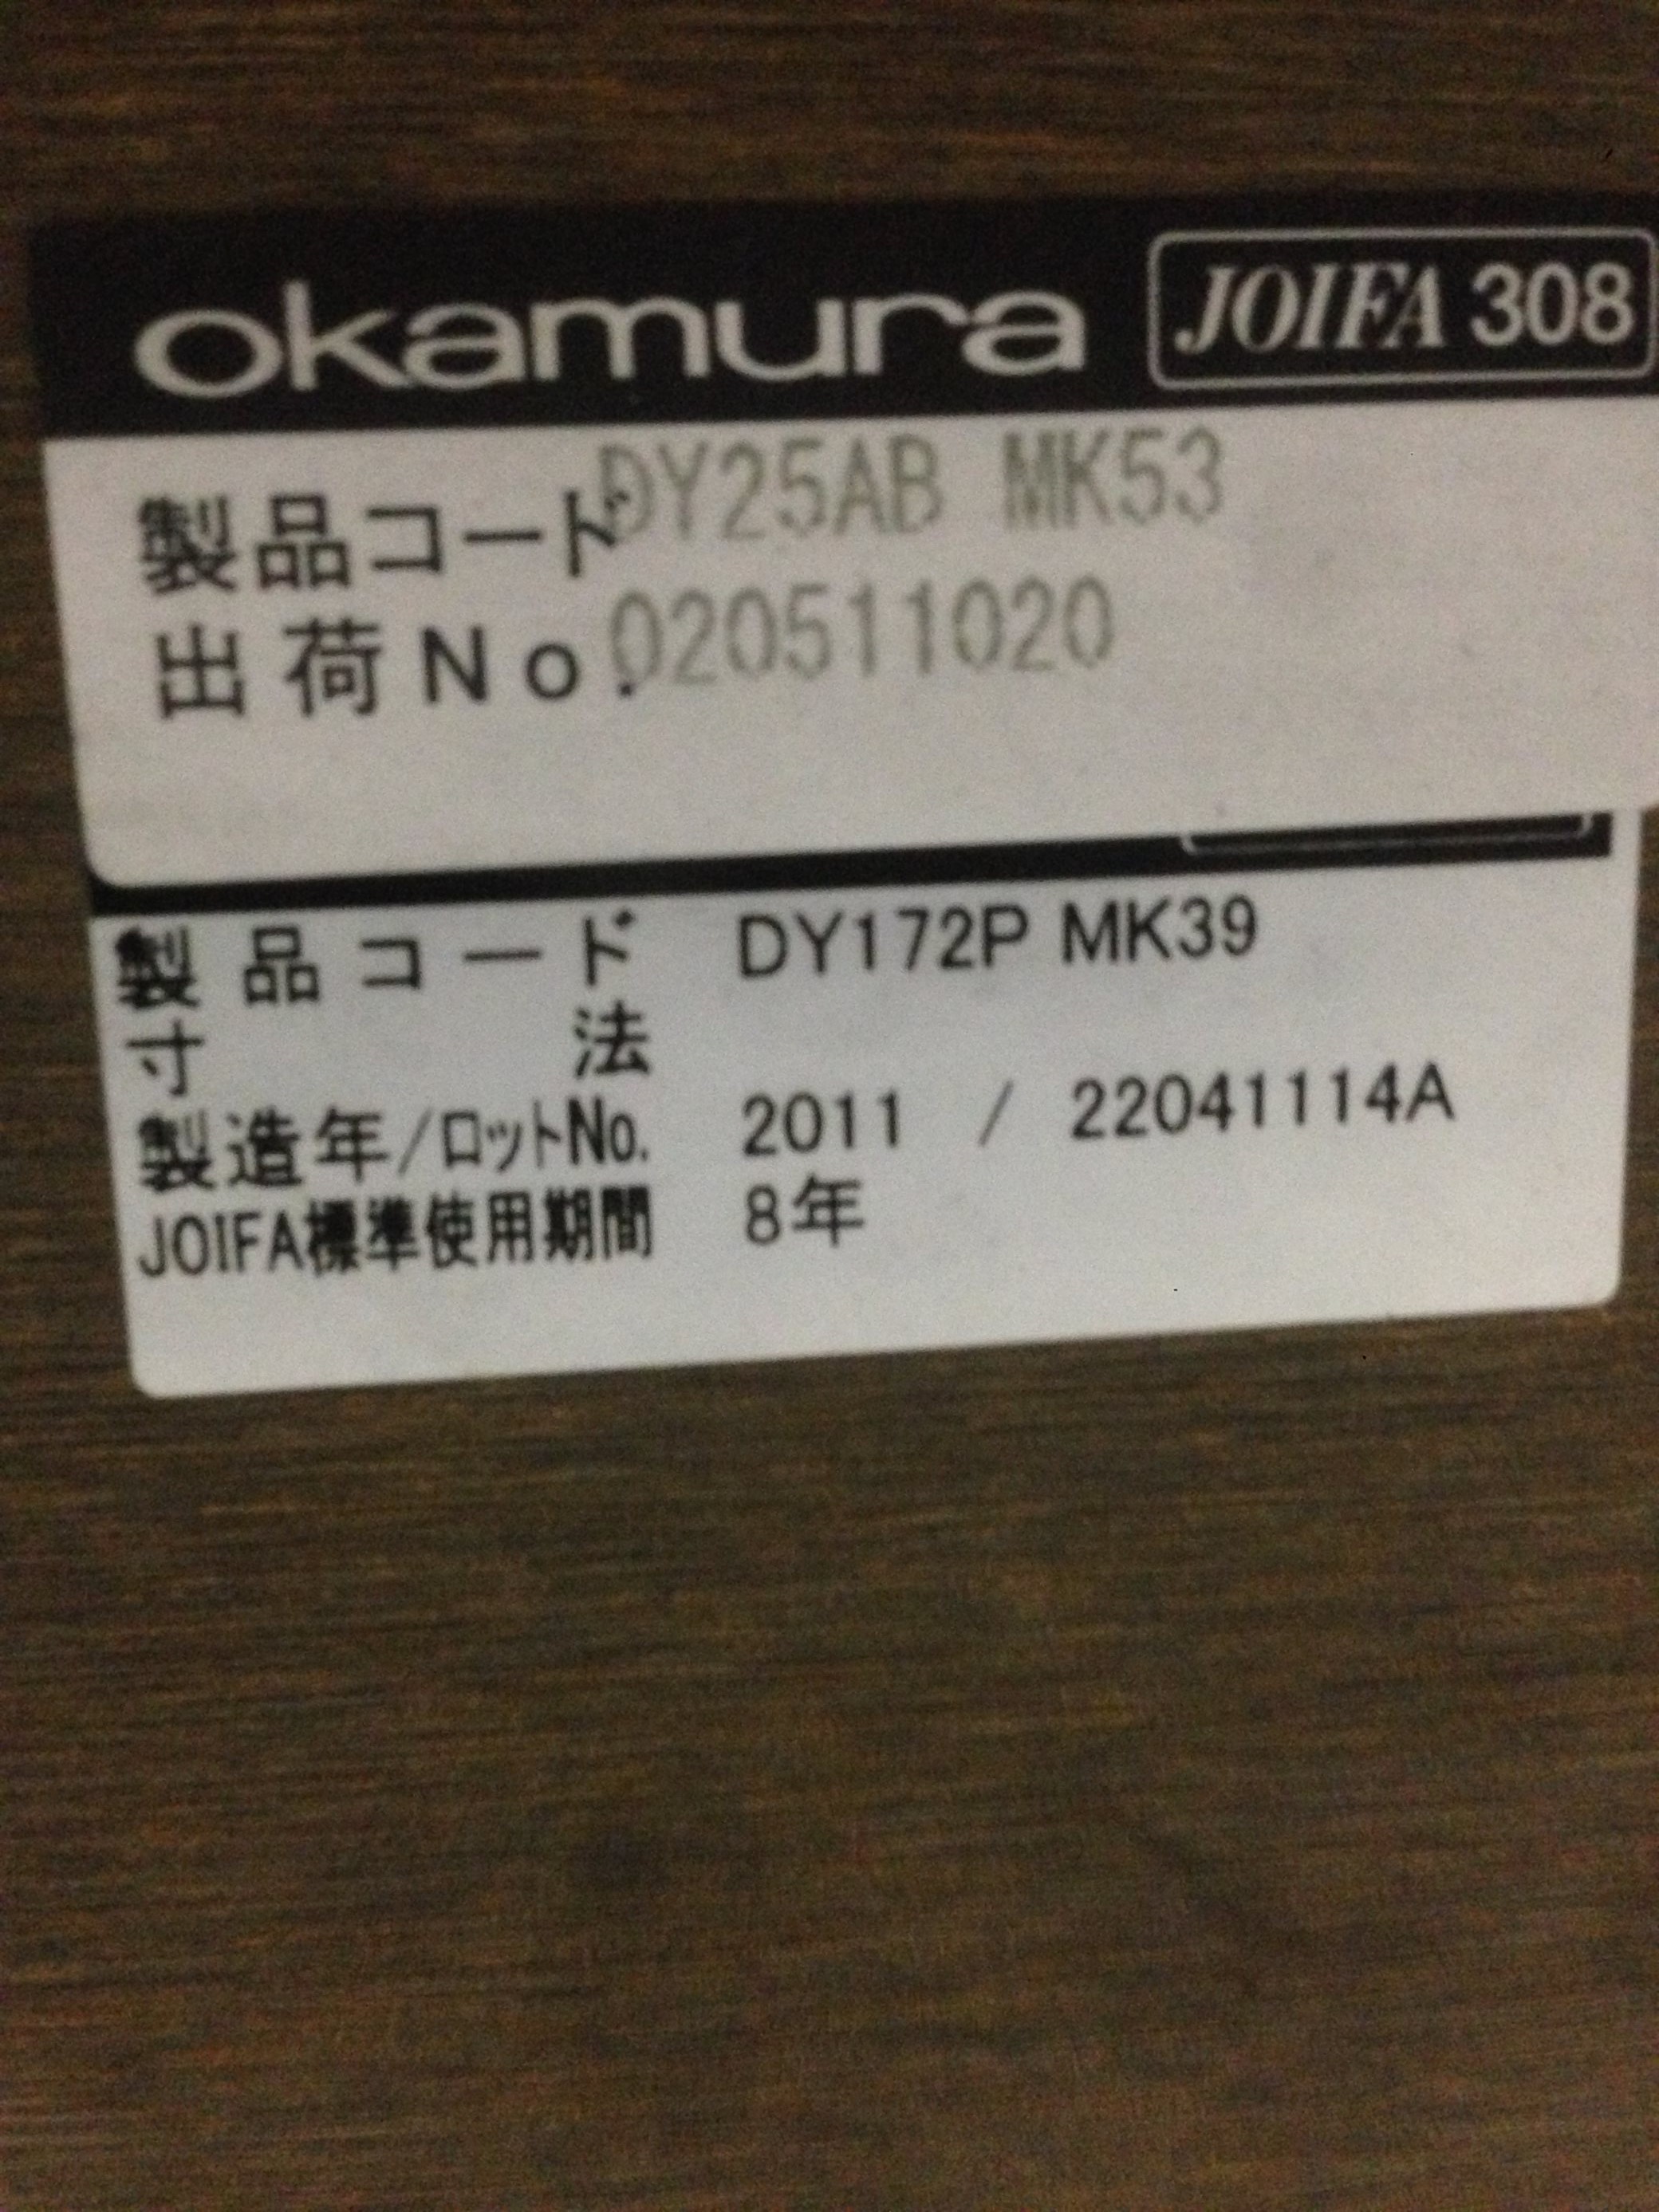 okamura JOIFA 308
製品コード DY25AB MK53
出荷No. 020511020
製品コード DY172P MK39
寸法
製造年/ロットNo. 2011 / 22041114A
JOIFA標準使用期間 8年